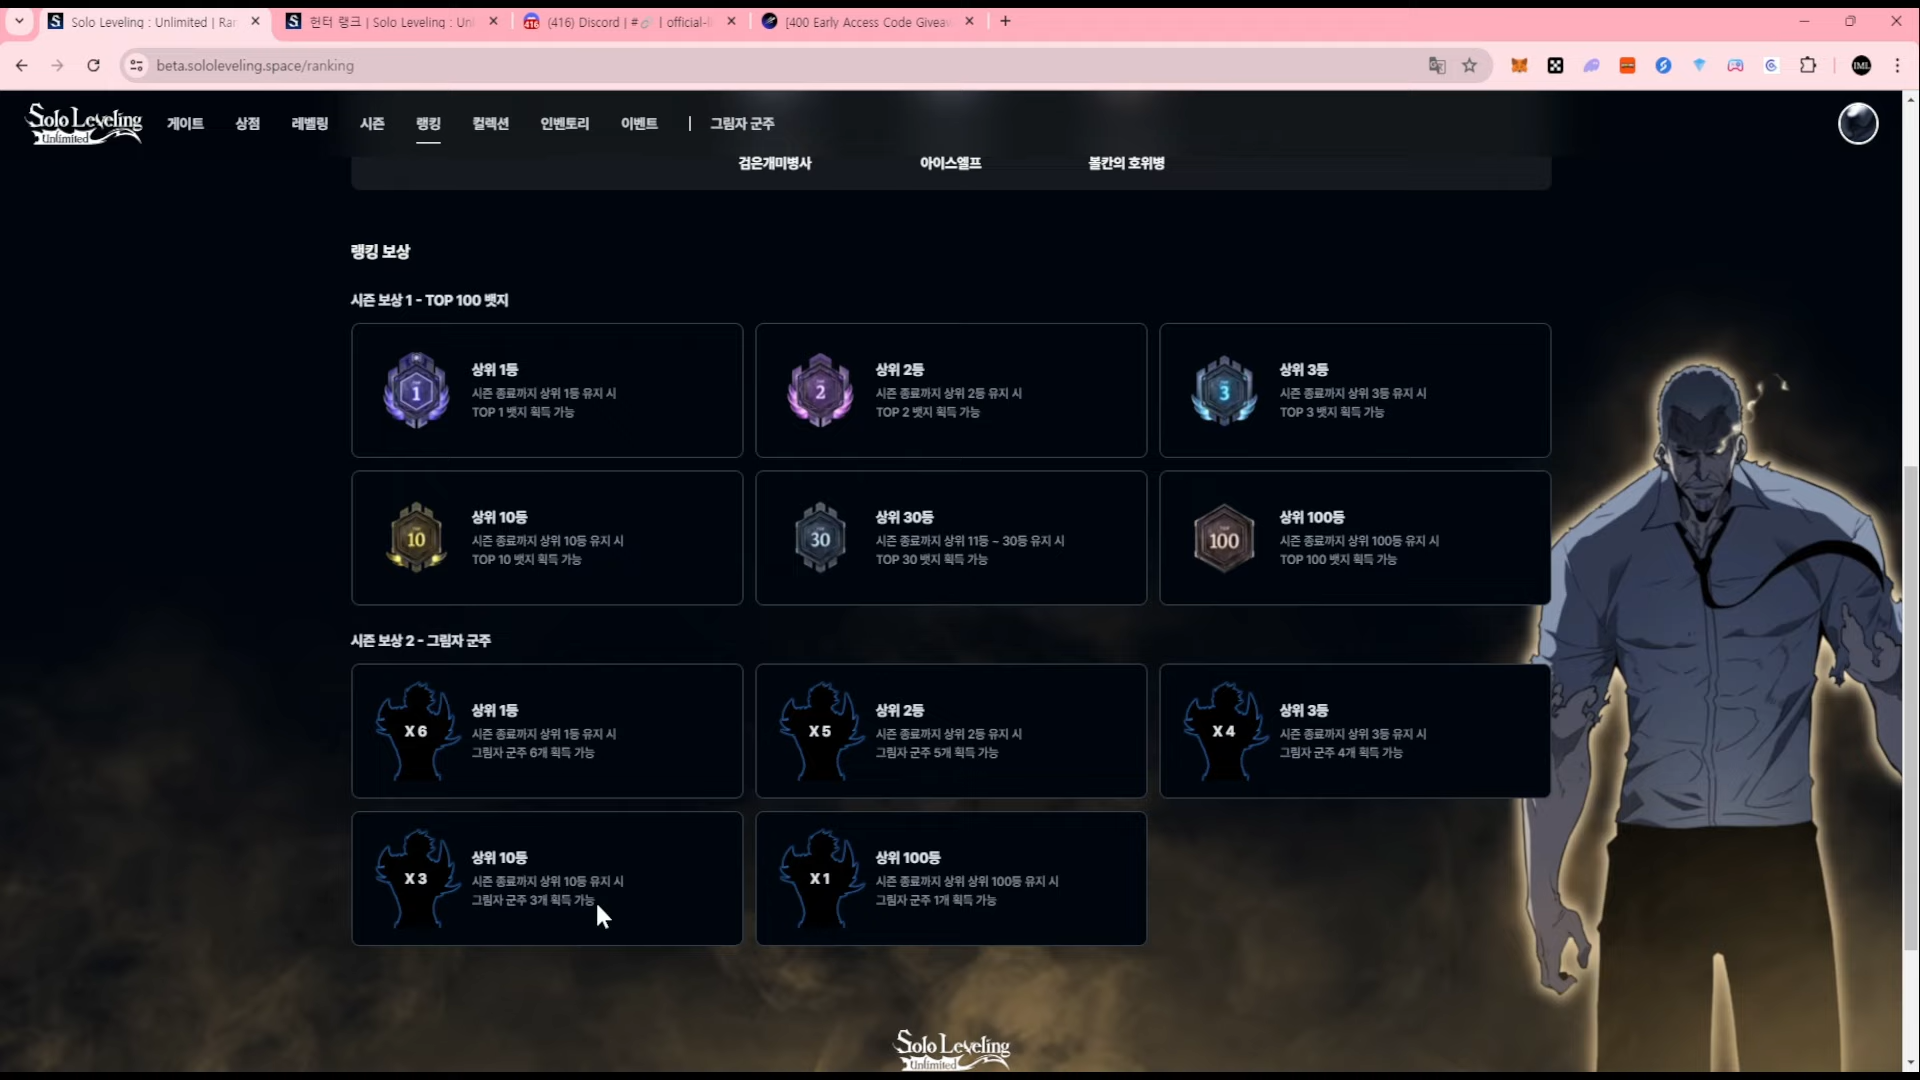 Solo Leveling : Unlimited | Ran
헌터 랭크 | Solo Leveling : Unl
(416) Discord | #🔗 | official-l
[400 Early Access Code Giveaw
beta.sololeveling.space/ranking
Solo Leveling
Unlimited
게이트
상점
레벨링
시즌
랭킹
컬렉션
인벤토리
이벤트
|
그림자 군주
검은개미병사
아이스엘프
볼칸의 호위병
랭킹 보상
시즌 보상 1 - TOP 100 뱃지
1
상위 1등
시즌 종료까지 상위 1등 유지 시
TOP 1 뱃지 획득 가능
2
상위 2등
시즌 종료까지 상위 2등 유지 시
TOP 2 뱃지 획득 가능
3
상위 3등
시즌 종료까지 상위 3등 유지 시
TOP 3 뱃지 획득 가능
10
상위 10등
시즌 종료까지 상위 10등 유지 시
TOP 10 뱃지 획득 가능
30
상위 30등
시즌 종료까지 상위 11등 ~ 30등 유지 시
TOP 30 뱃지 획득 가능
100
상위 100등
시즌 종료까지 상위 100등 유지 시
TOP 100 뱃지 획득 가능
시즌 보상 2 - 그림자 군주
X6
상위 1등
시즌 종료까지 상위 1등 유지 시
그림자 군주 6개 획득 가능
X5
상위 2등
시즌 종료까지 상위 2등 유지 시
그림자 군주 5개 획득 가능
X4
상위 3등
시즌 종료까지 상위 3등 유지 시
그림자 군주 4개 획득 가능
X3
상위 10등
시즌 종료까지 상위 10등 유지 시
그림자 군주 3개 획득 가능
X1
상위 100등
시즌 종료까지 상위 상위 100등 유지 시
그림자 군주 1개 획득 가능
Solo Leveling
Unlimited